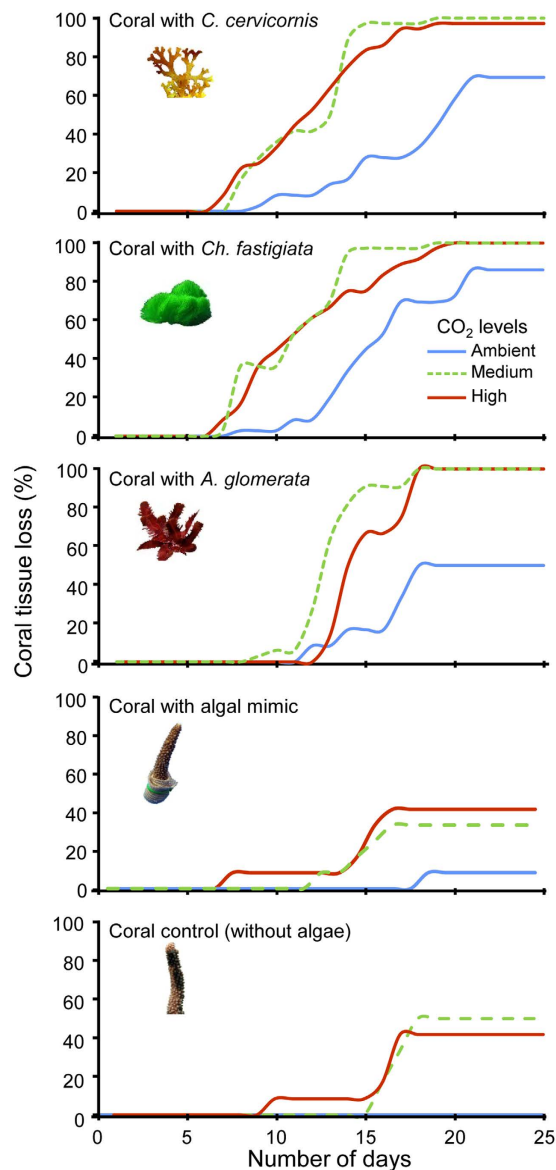 Coral with C. cervicornis
100
80
60
40
20
0
Coral with Ch. fastigiata
100
80
60
40
20
0
CO₂ levels
Ambient
Medium
High
Coral with A. glomerata
100
80
60
40
20
0
Coral tissue loss (%)
Coral with algal mimic
100
80
60
40
20
0
Coral control (without algae)
100
80
60
40
20
0
0 5 10 15 20 25
Number of days